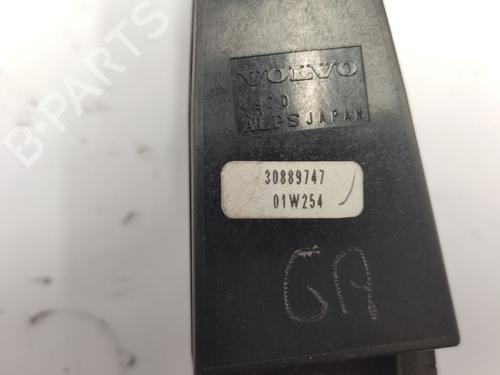 VOLVO
ALPS JAPAN
30889747
01W254
GA
B-PARTS